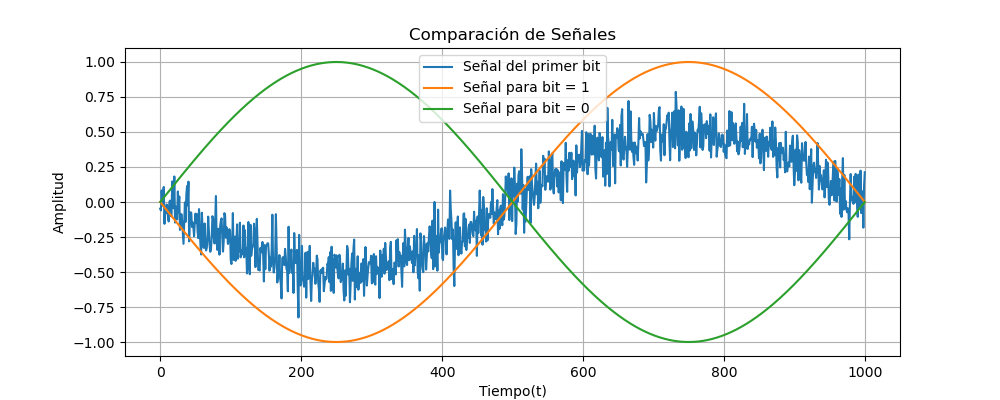 Comparación de Señales
Señal del primer bit
Señal para bit = 1
Señal para bit = 0
Amplitud
1.00
0.75
0.50
0.25
0.00
−0.25
−0.50
−0.75
−1.00
0 200 400 600 800 1000
Tiempo(t)